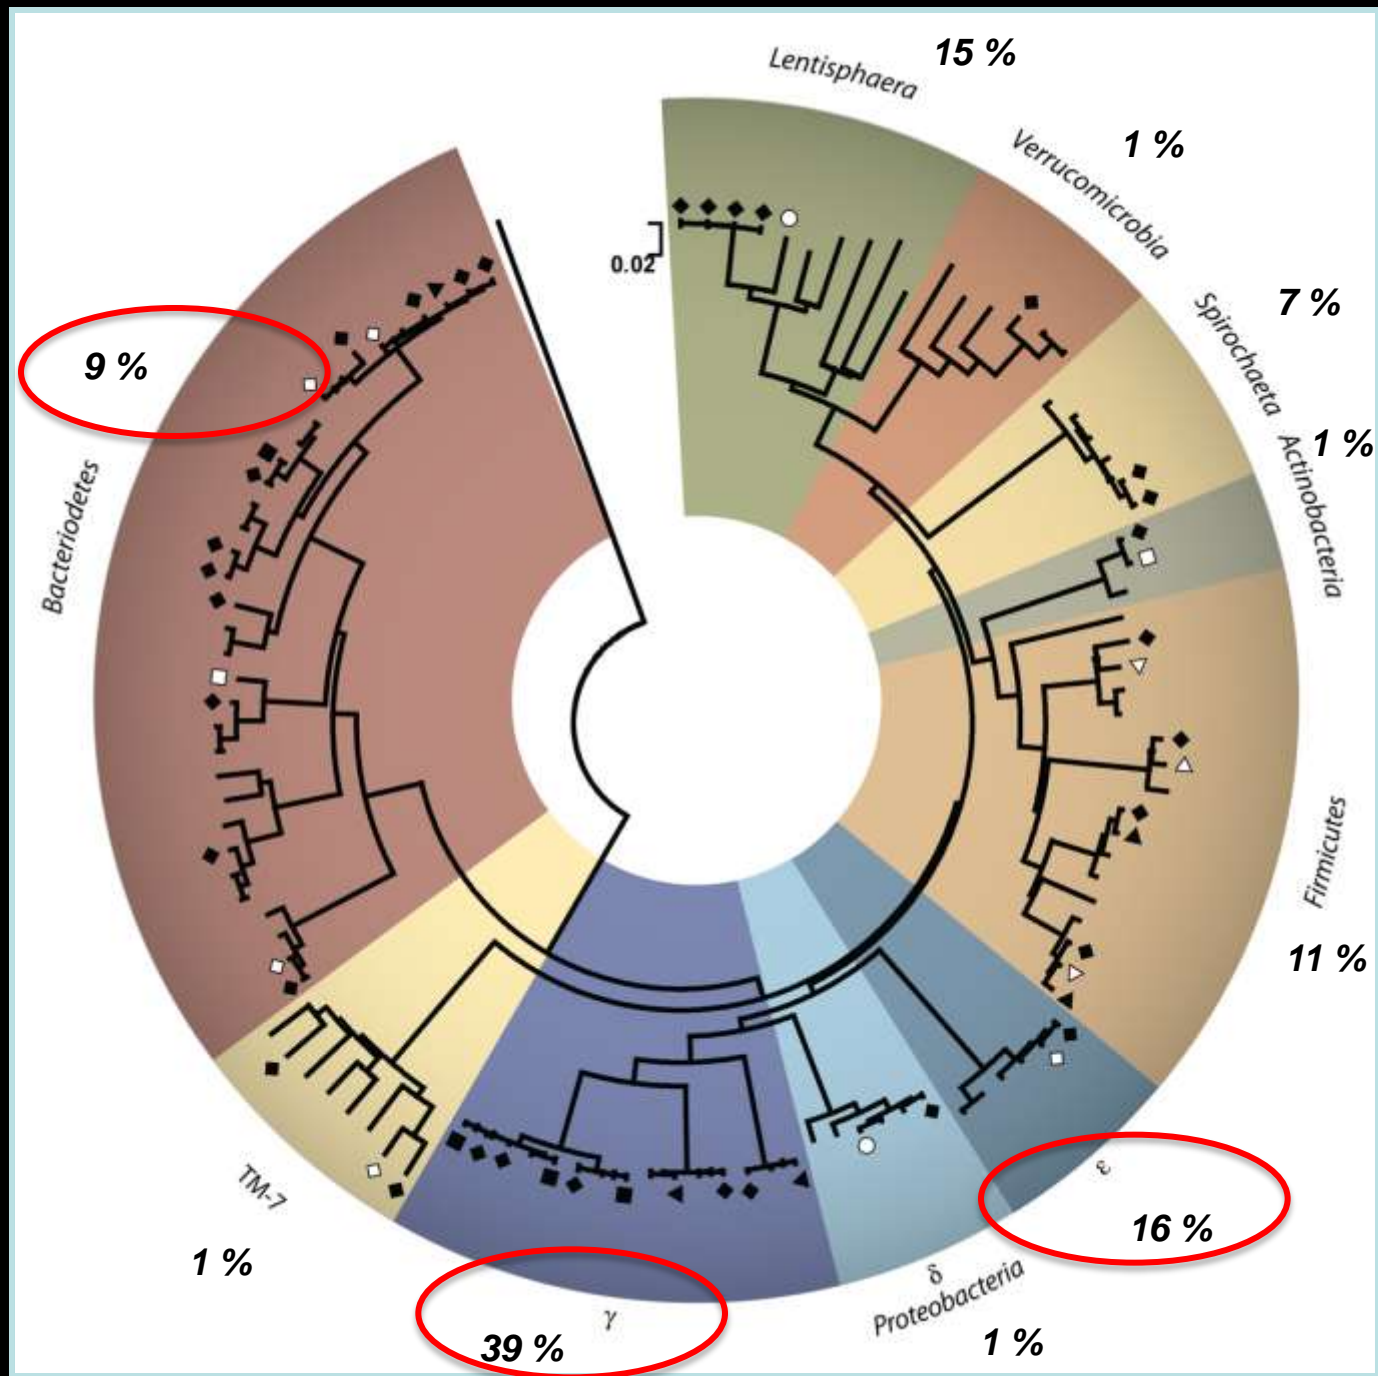 Lentisphaera
15 %
Verrucomicrobia
1 %
Spirochaeta
7 %
Actinobacteria
1 %
Firmicutes
11 %
ε
16 %
δ
Proteobacteria
1 %
γ
39 %
TM-7
1 %
Bacteriodetes
9 %
0.02